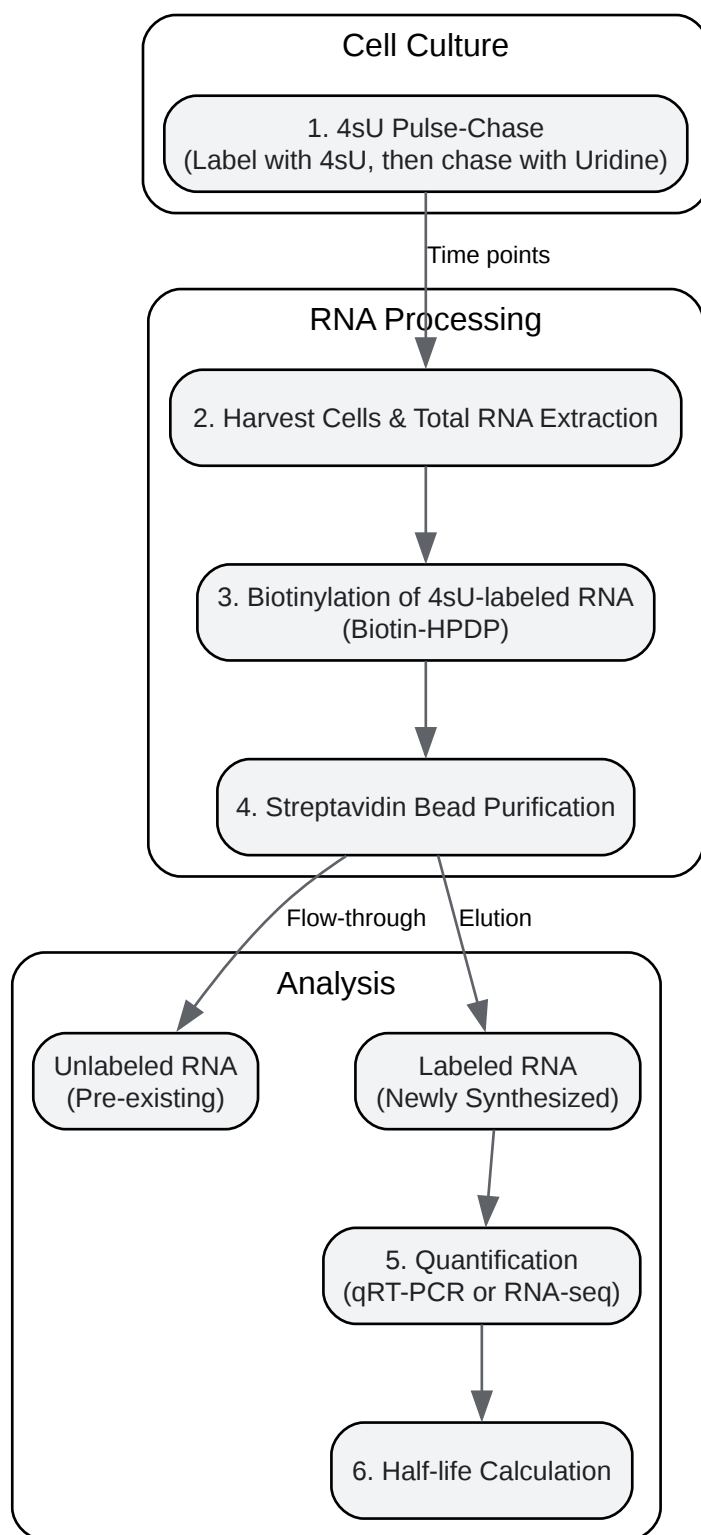 Cell Culture
1. 4sU Pulse-Chase
(Label with 4sU, then chase with Uridine)
Time points
RNA Processing
2. Harvest Cells & Total RNA Extraction
3. Biotinylation of 4sU-labeled RNA
(Biotin-HPDP)
4. Streptavidin Bead Purification
Flow-through
Elution
Analysis
Unlabeled RNA
(Pre-existing)
Labeled RNA
(Newly Synthesized)
5. Quantification
(qRT-PCR or RNA-seq)
6. Half-life Calculation